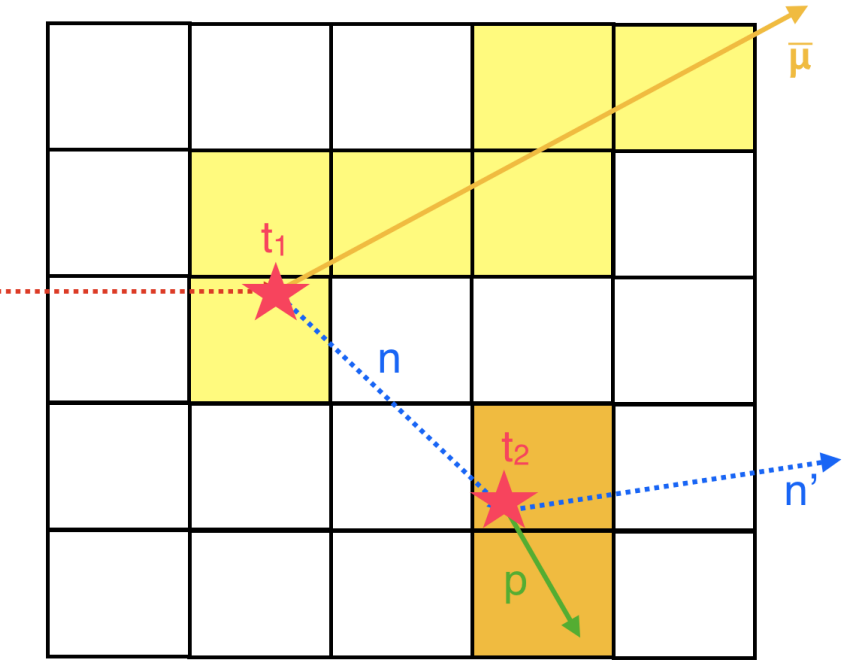 μ̅
t₁
n
t₂
n’
p